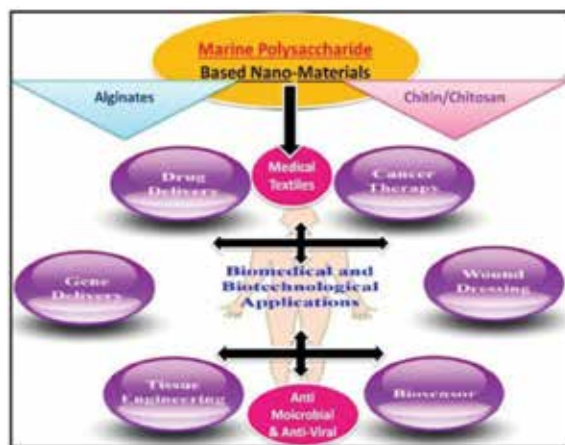 Marine Polysaccharide
Based Nano-Materials
Alginates
Chitin/Chitosan
Medical
Textiles
Drug
Delivery
Cancer
Therapy
Gene
Delivery
Biomedical and
Biotechnological
Applications
Wound
Dressing
Tissue
Engineering
Anti
Moicrobial
& Anti-Viral
Biosensor